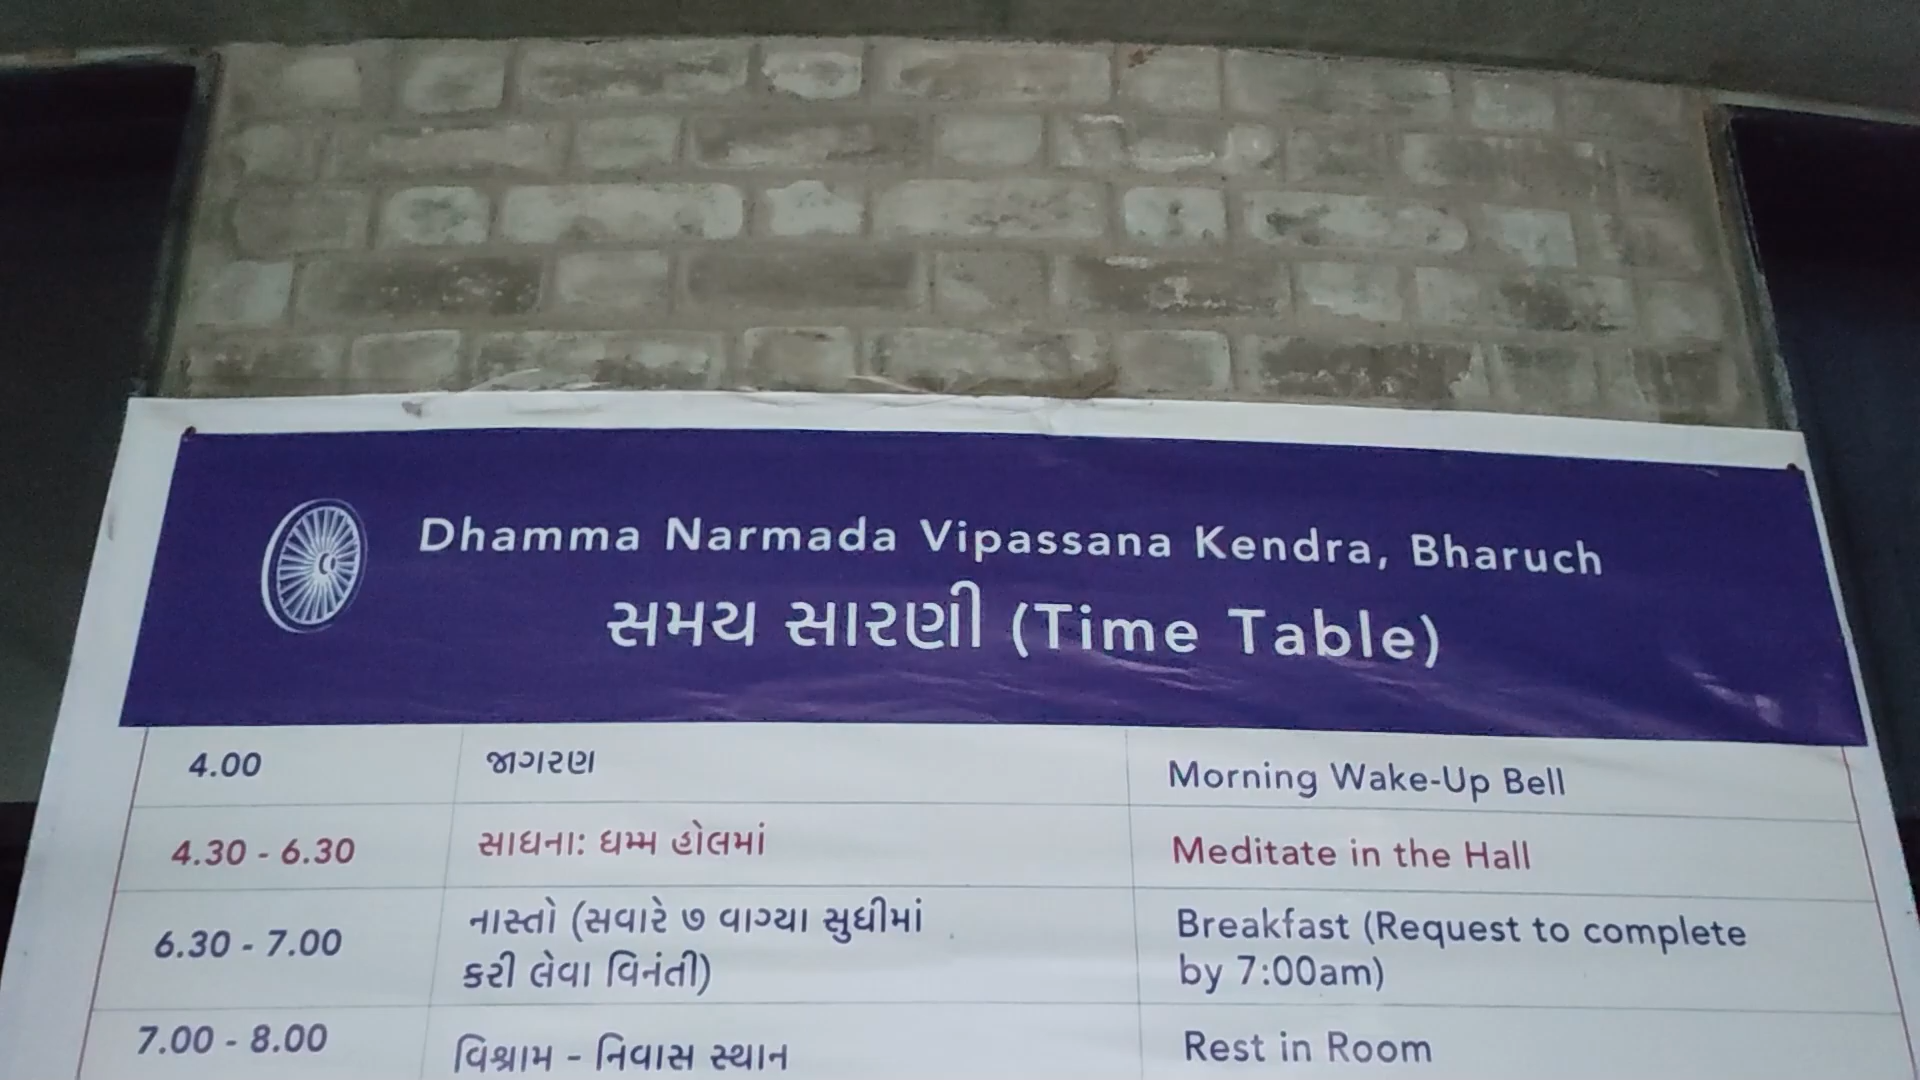 Dhamma Narmada Vipassana Kendra, Bharuch
સમય સારણી (Time Table)
4.00 જાગરણ Morning Wake-Up Bell
4.30 - 6.30 સાધના: ધમ્મ હોલમાં Meditate in the Hall
6.30 - 7.00 નાસ્તો (સવારે ૭ વાગ્યા સુધીમાં Breakfast (Request to complete
કરી લેવા વિનંતી) by 7:00am)
7.00 - 8.00 વિશ્રામ - નિવાસ સ્થાન Rest in Room